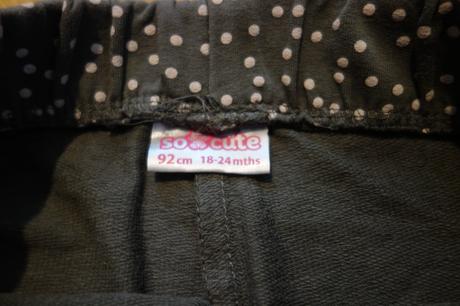 so cute
92cm 18-24mths